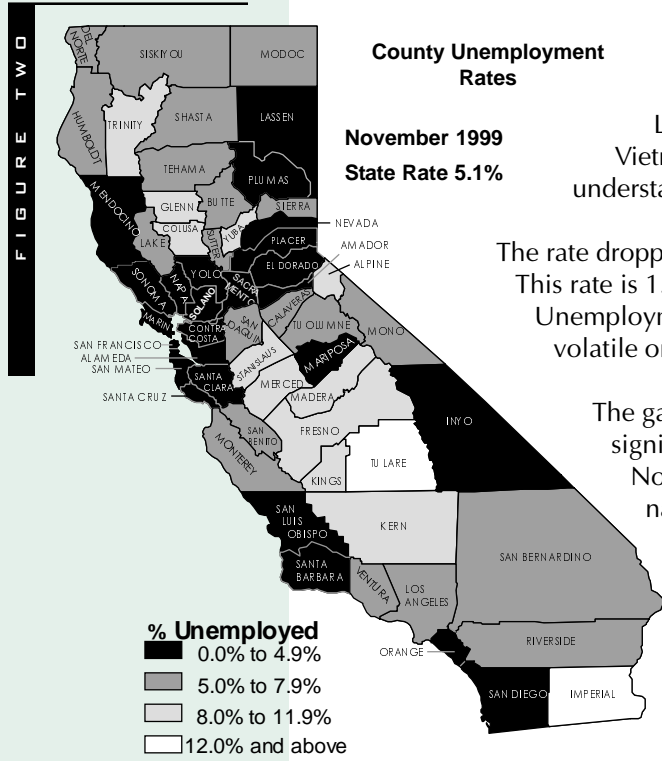 FIGURE TWO
County Unemployment
Rates
November 1999
State Rate 5.1%
L
Vietn
understa
The rate dropp
This rate is 1.
Unemploym
volatile or
The ga
signi
No
na
DEL
NORTE
SISKIYOU
MODOC
HUMBOLDT
TRINITY
SHASTA
LASSEN
TEHAMA
PLUMAS
MENDOCINO
GLENN
BUTTE
SIERRA
COLUSA
YUBA
NEVADA
LAKE
SUTTER
PLACER
AMADOR
EL DORADO
ALPINE
SONOMA
NAPA
YOLO
SACRA
MENTO
SOLANO
CALAVERAS
MARIN
CONTRA
COSTA
SAN
JOAQUIN
TUOLUMNE
MONO
SAN FRANCISCO
ALAMEDA
SAN MATEO
STANISLAUS
MARIPOSA
SANTA
CLARA
MERCED
MADERA
SANTA CRUZ
SAN
BENITO
FRESNO
INYO
MONTEREY
TULARE
KINGS
SAN
LUIS
OBISPO
KERN
SANTA
BARBARA
SAN BERNARDINO
VENTURA
LOS
ANGELES
ORANGE
RIVERSIDE
SAN DIEGO
IMPERIAL
% Unemployed
0.0% to 4.9%
5.0% to 7.9%
8.0% to 11.9%
12.0% and above